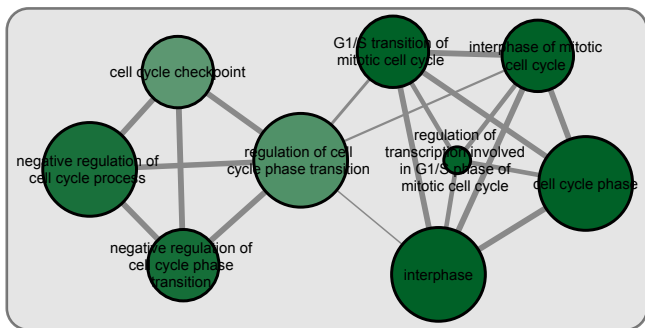 G1/S transition of
mitotic cell cycle
interphase of mitotic
cell cycle
cell cycle checkpoint
regulation of
transcription involved
in G1/S phase of
mitotic cell cycle
negative regulation of
cell cycle process
regulation of cell
cycle phase transition
cell cycle phase
negative regulation of
cell cycle phase
transition
interphase